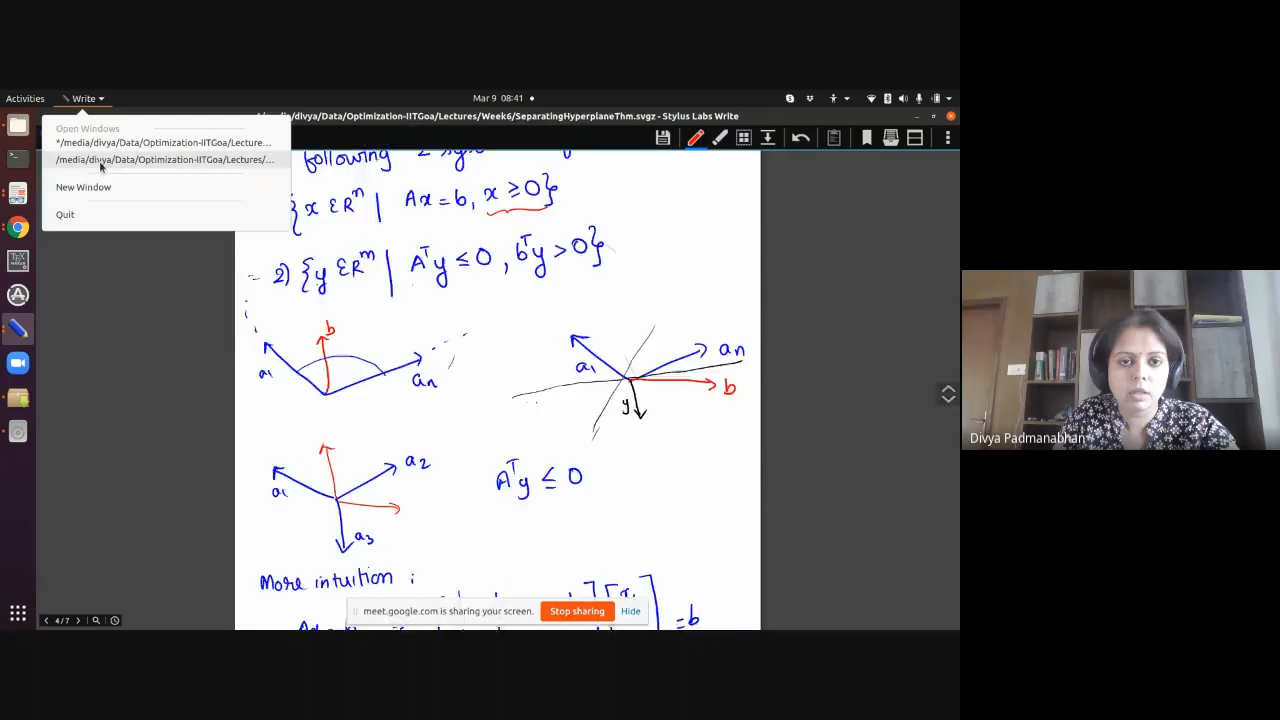 Activities
Write
Mar 9 08:41
/media/divya/Data/Optimization-IITGoa/Lectures/Week6/SeparatingHyperplaneThm.svgz - Stylus Labs Write
Open Windows
*/media/divya/Data/Optimization-IITGoa/Lecture...
/media/divya/Data/Optimization-IITGoa/Lectures/...
New Window
Quit
following 2
{x ∈ Rⁿ | Ax = b, x ≥ 0}
2) {y ∈ Rᵐ | Aᵀy ≤ 0, bᵀy > 0}
b
a₁
aₙ
a₁
aₙ
b
y
a₁
a₂
a₃
Aᵀy ≤ 0
More intuition :
= b
meet.google.com is sharing your screen.
Stop sharing
Hide
4/7
Divya Padmanabhan